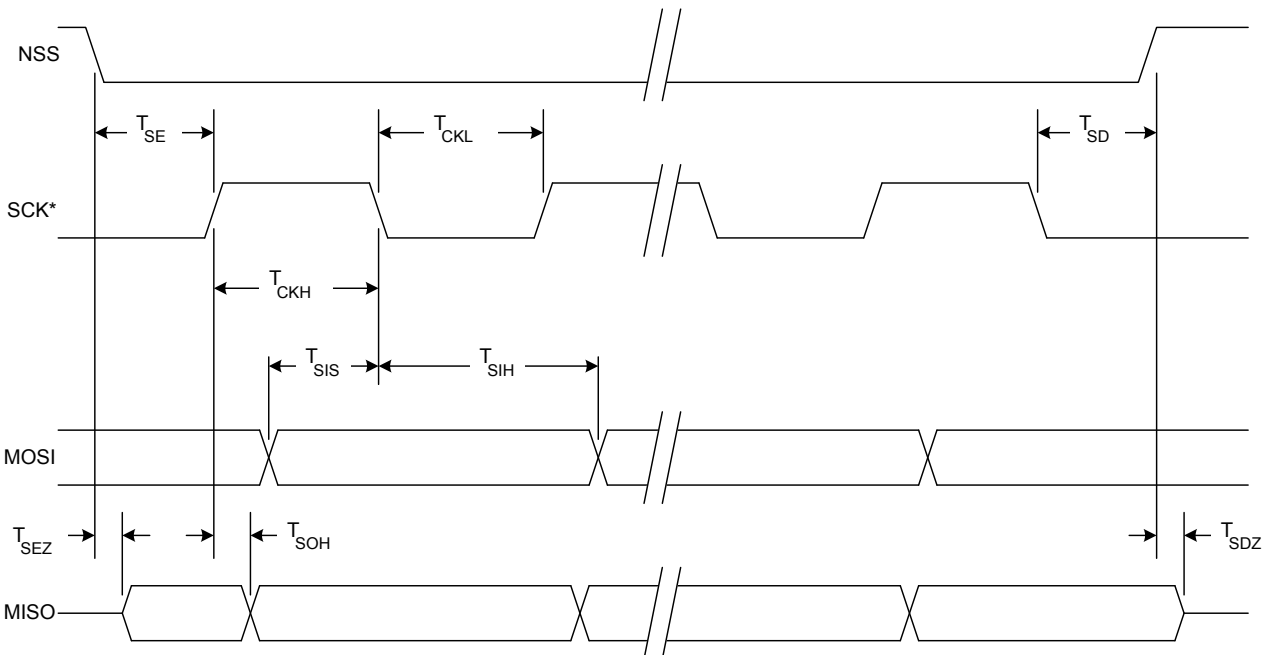 NSS
TSE
TCKL
TSD
SCK*
TCKH
TSIS
TSIH
MOSI
TSEZ
TSOH
TSDZ
MISO